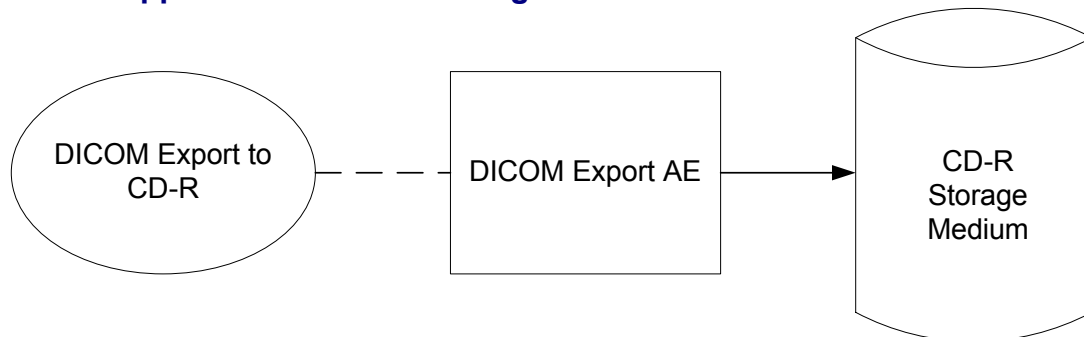 DICOM Export to
CD-R
DICOM Export AE
CD-R
Storage
Medium